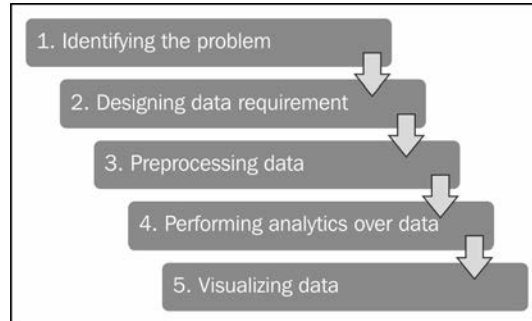 1. Identifying the problem
2. Designing data requirement
3. Preprocessing data
4. Performing analytics over data
5. Visualizing data